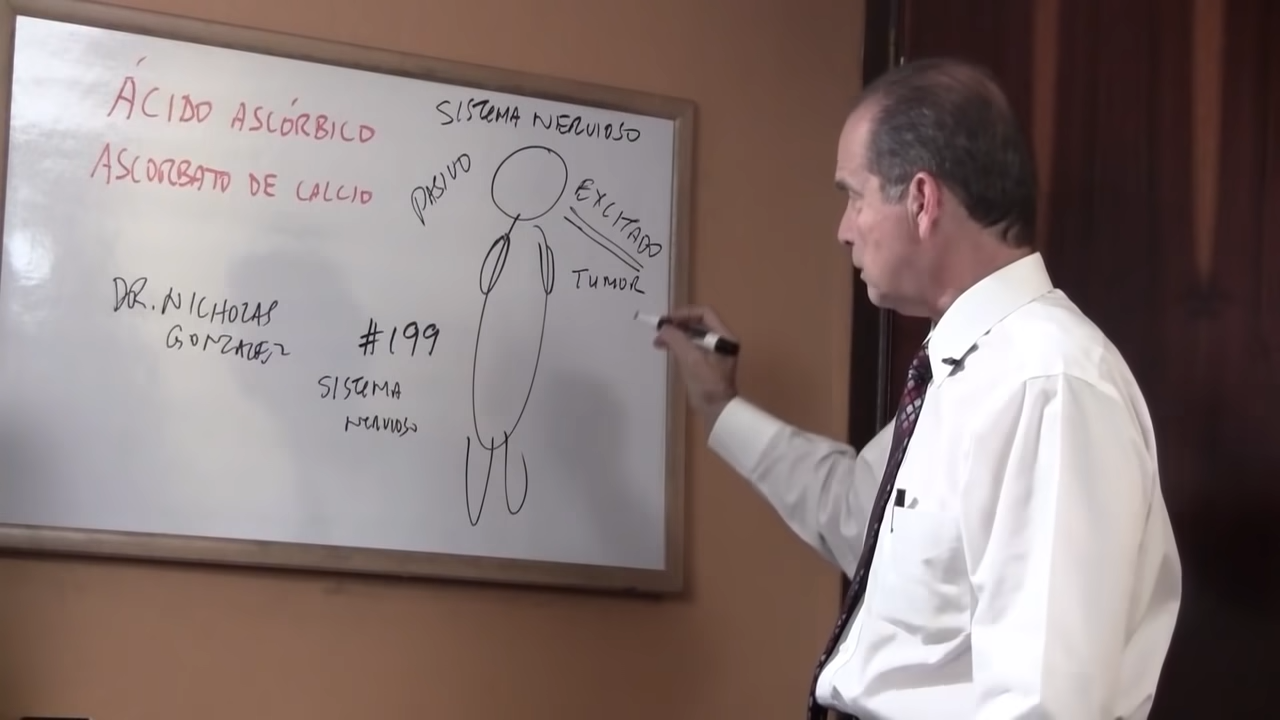 ÁCIDO ASCÓRBICO
ASCORBATO DE CALCIO
DR. NICHOLAS
GONZALEZ
#199
SISTEMA
NERVIOSO
SISTEMA NERVIOSO
PASIVO
EXCITADO
TUMOR